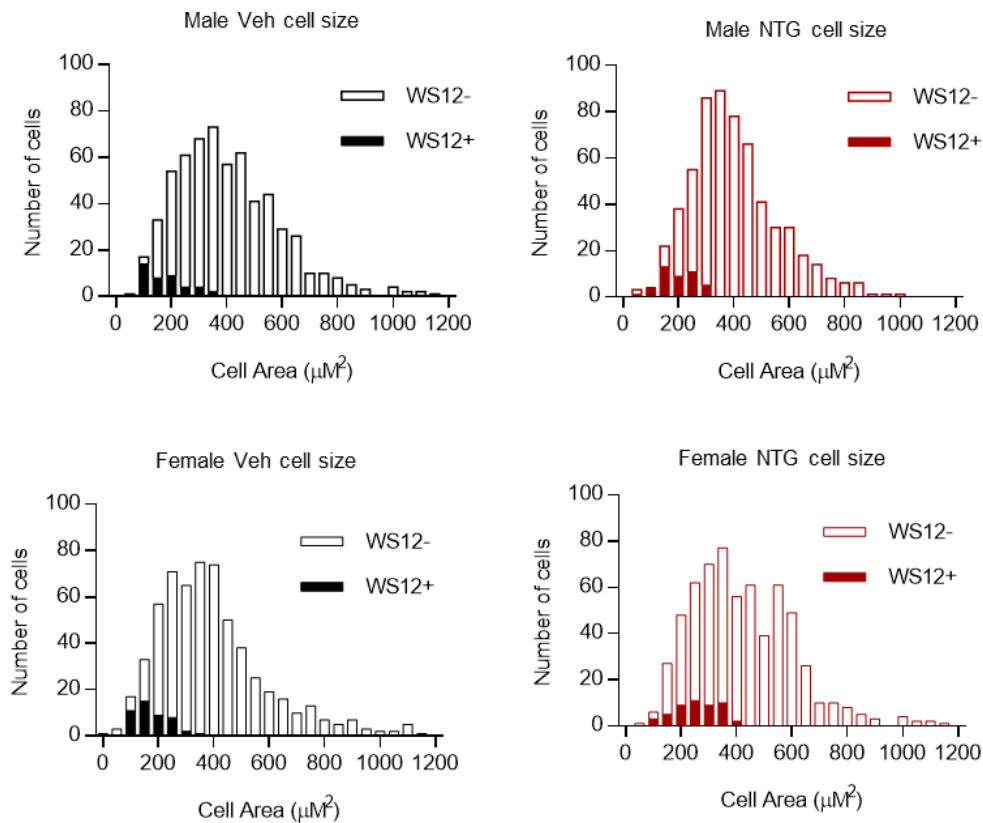 Male Veh cell size
Number of cells
100
80
60
40
20
0
WS12-
WS12+
0 200 400 600 800 1000 1200
Cell Area (μM²)
Male NTG cell size
Number of cells
100
80
60
40
20
0
WS12-
WS12+
0 200 400 600 800 1000 1200
Cell Area (μM²)
Female Veh cell size
Number of cells
100
80
60
40
20
0
WS12-
WS12+
0 200 400 600 800 1000 1200
Cell Area (μM²)
Female NTG cell size
Number of cells
100
80
60
40
20
0
WS12-
WS12+
0 200 400 600 800 1000 1200
Cell Area (μM²)